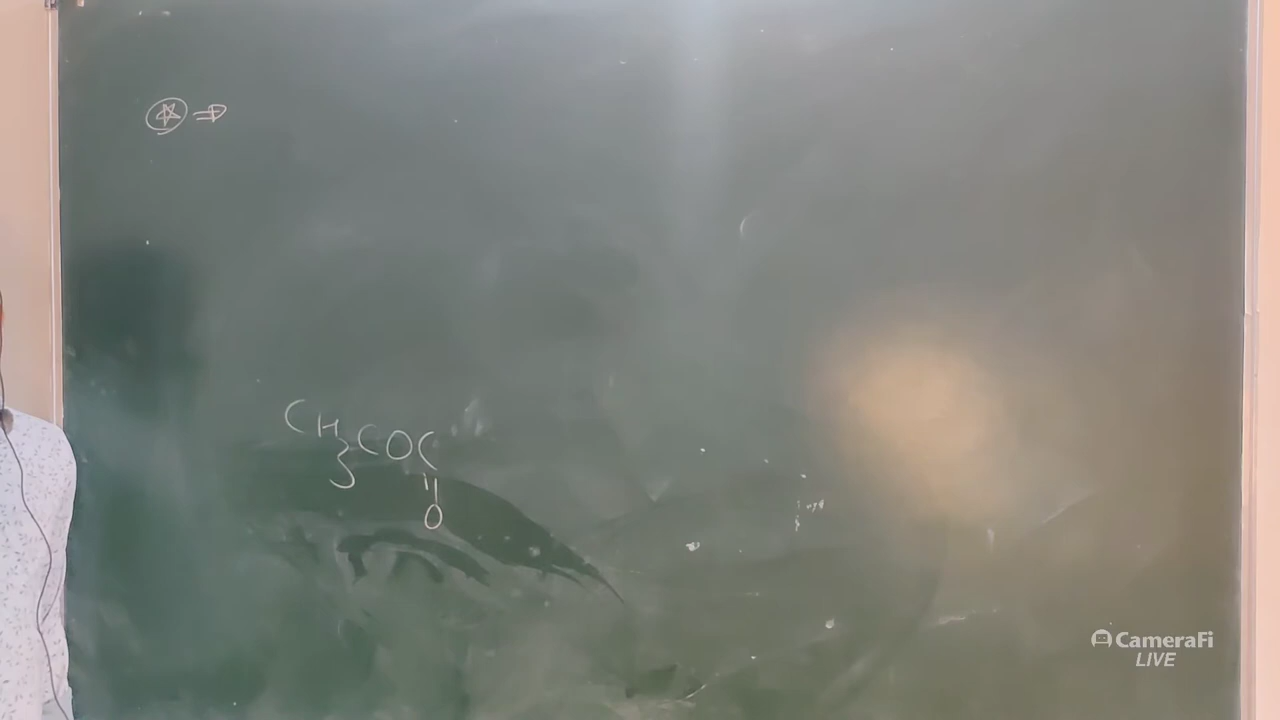 ⇒
CH3COC
||
O
CameraFi
LIVE